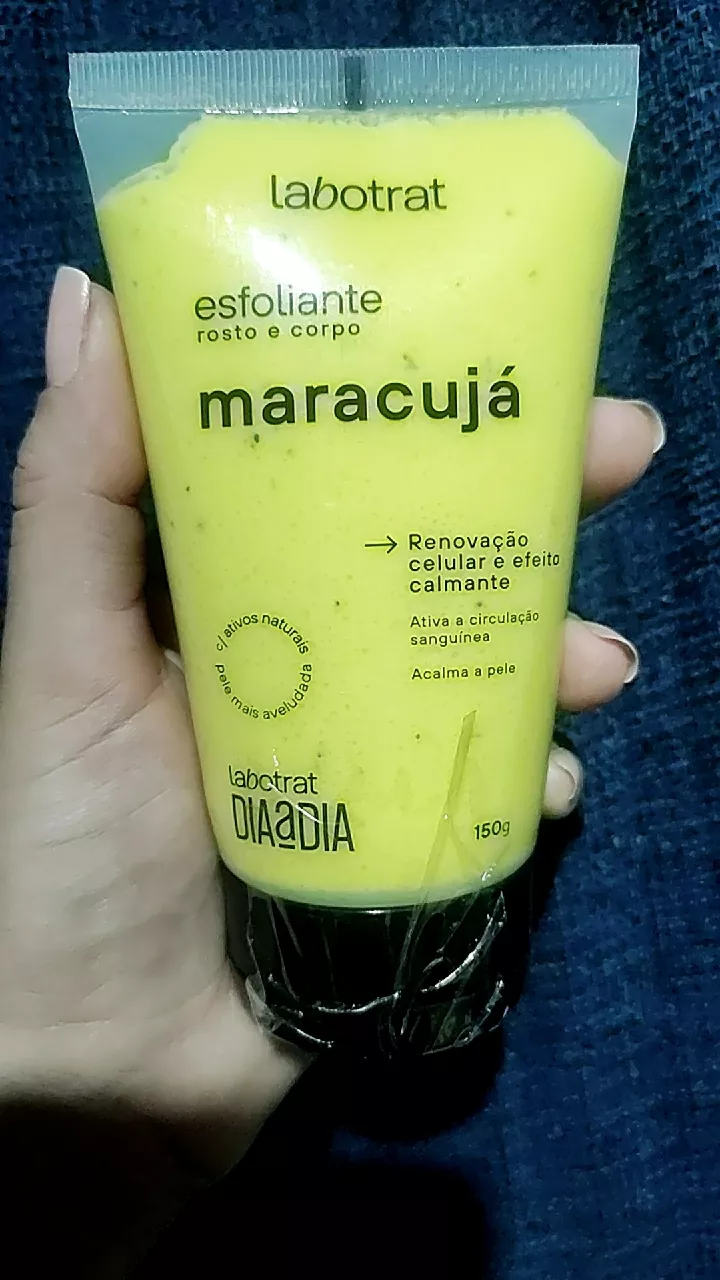 labotrat
esfoliante
rosto e corpo
maracujá
→ Renovação
celular e efeito
calmante
Ativa a circulação
sanguínea
Acalma a pele
c/ ativos naturais
pele mais aveludada
labotrat
DIAaDIA
150g